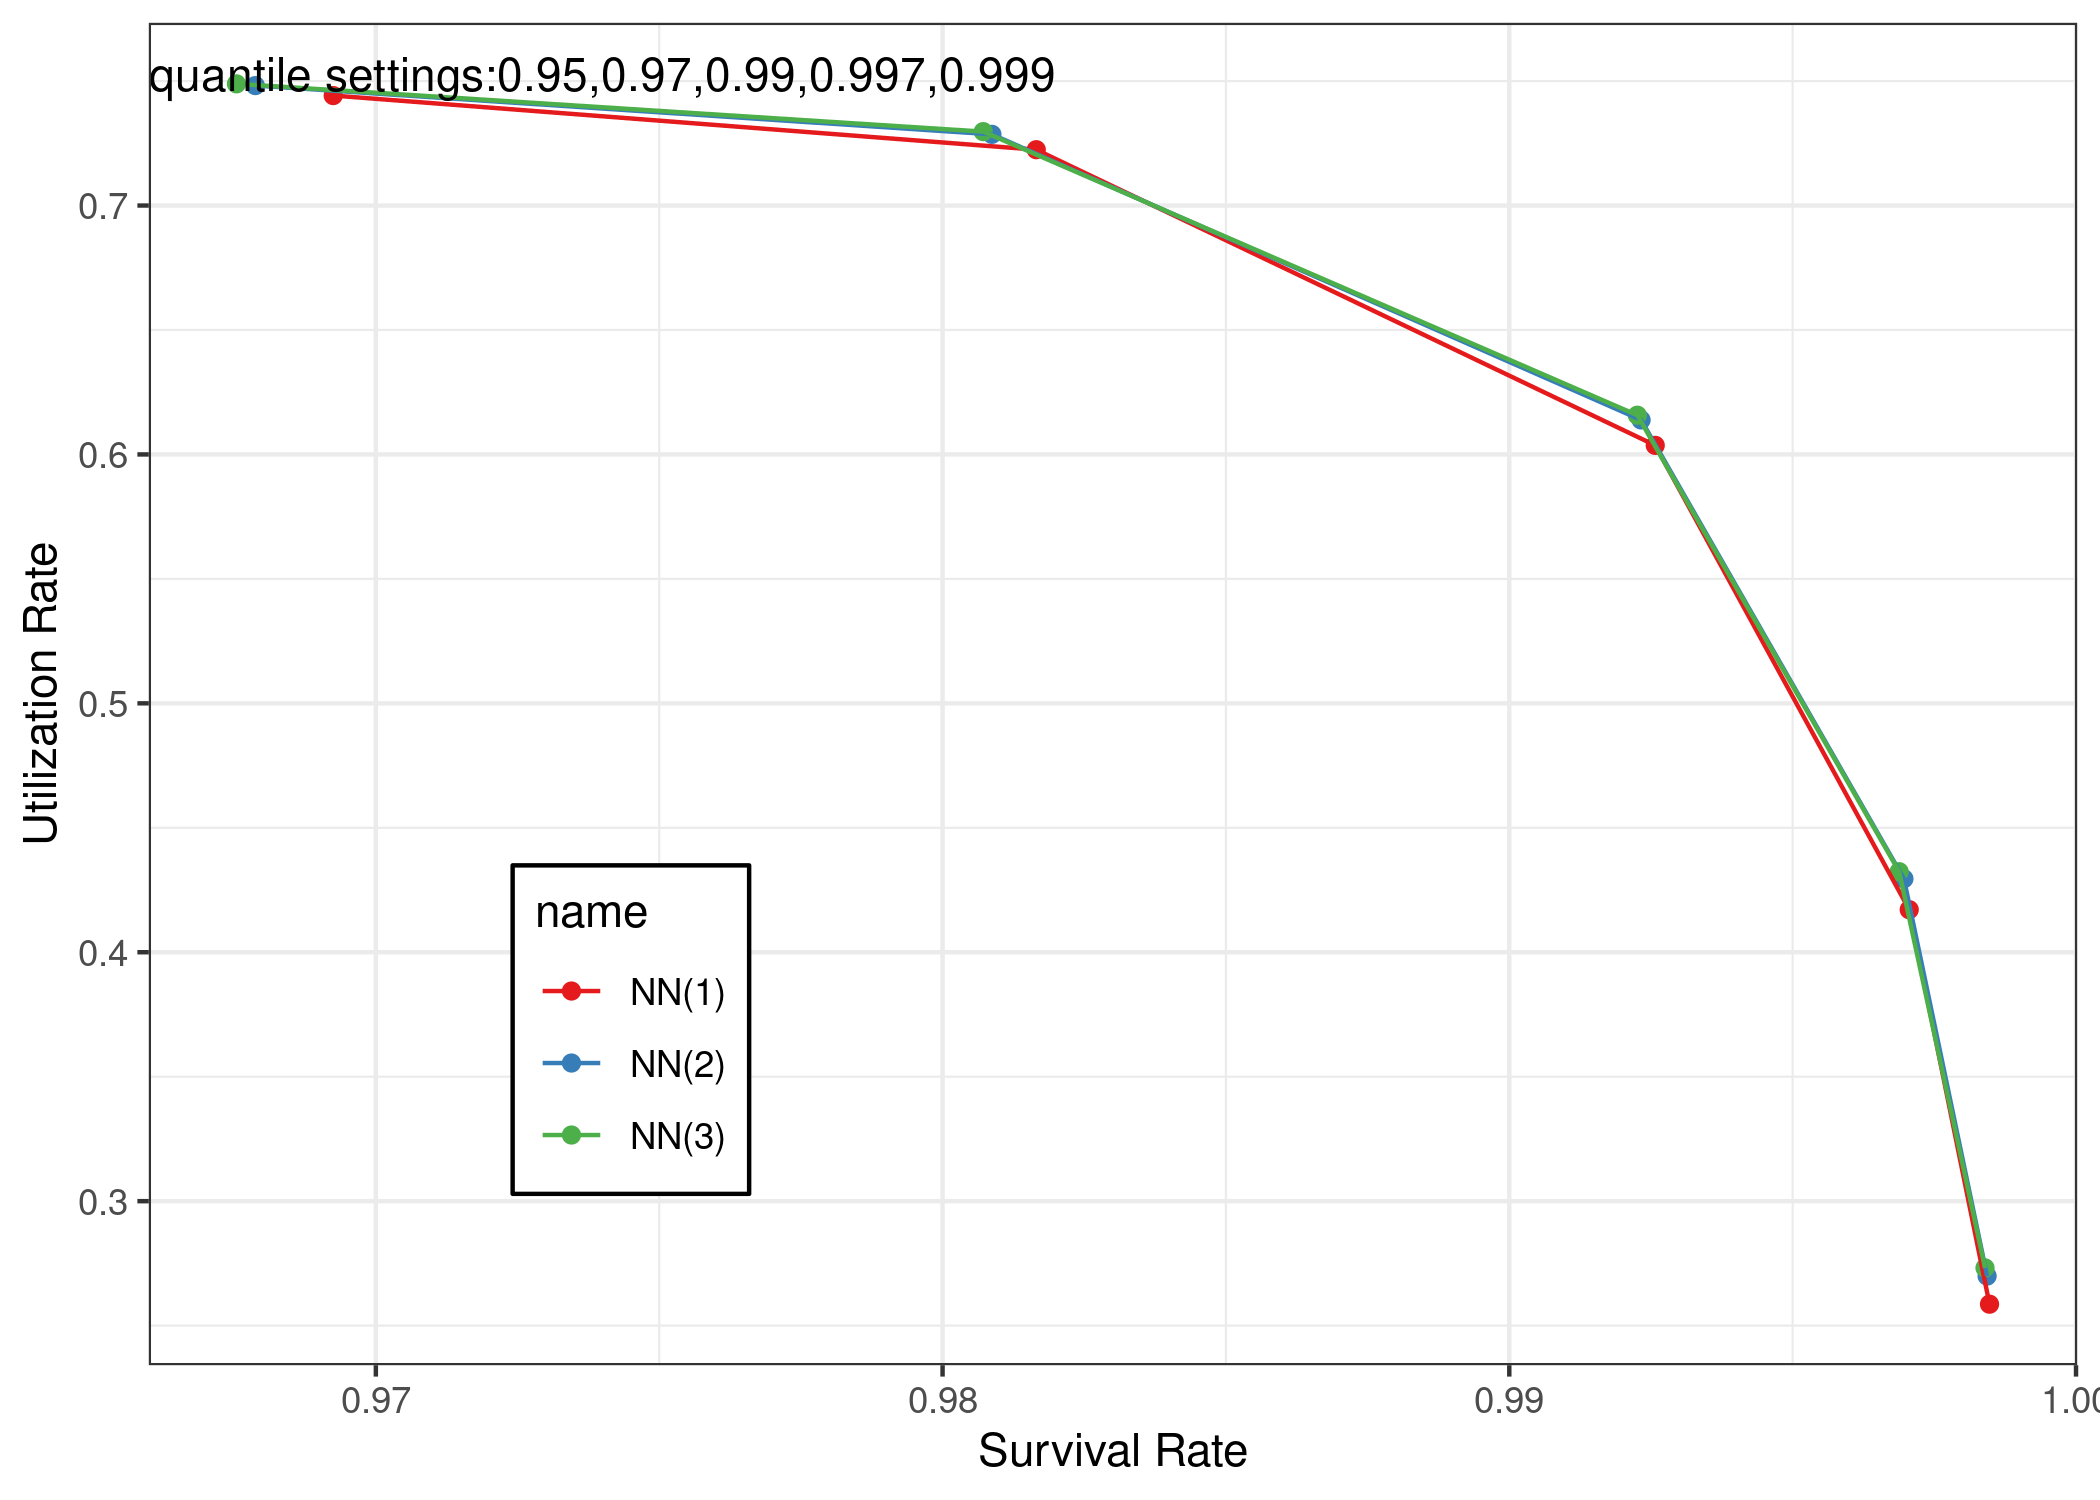 quantile settings:0.95,0.97,0.99,0.997,0.999
0.7
0.6
0.5
0.4
0.3
Utilization Rate
name
NN(1)
NN(2)
NN(3)
0.97
0.98
0.99
1.00
Survival Rate